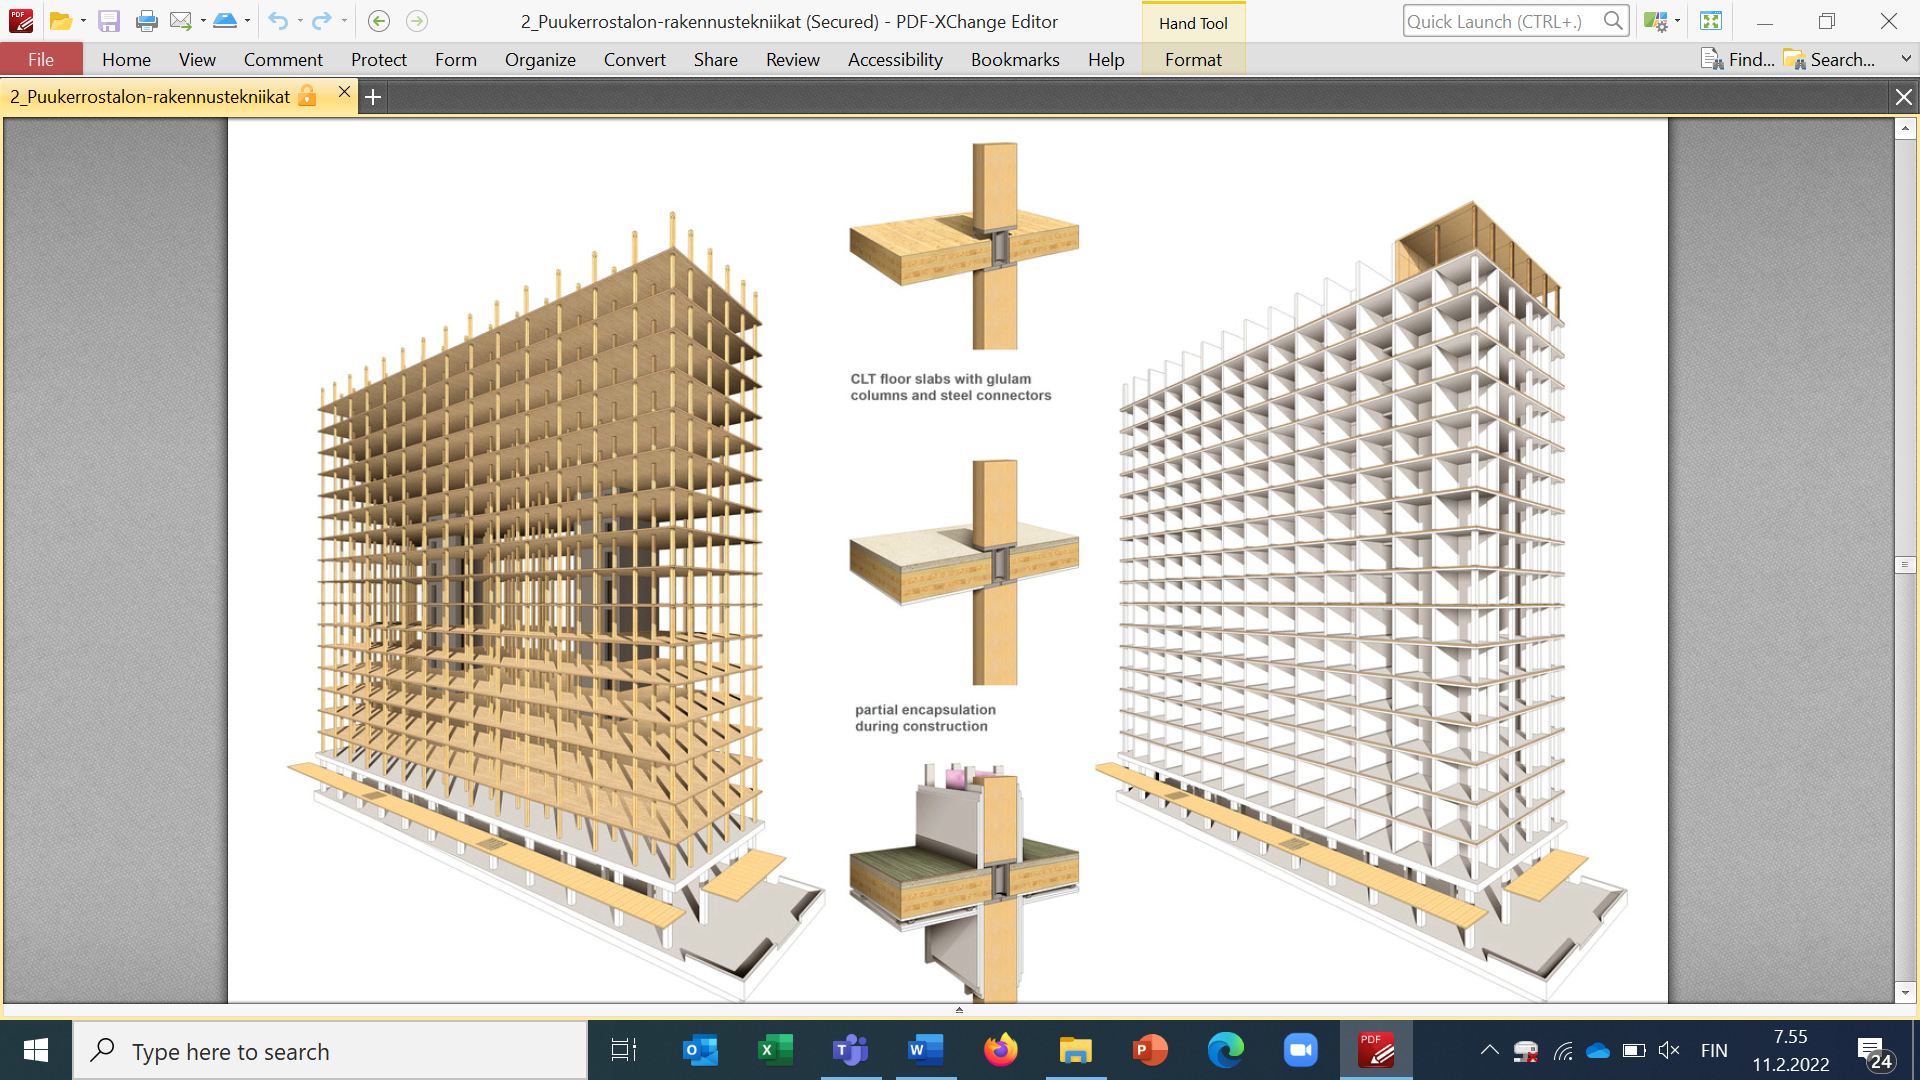 2_Puukerrostalon-rakennustekniikat (Secured) - PDF-XChange Editor
Hand Tool
Quick Launch (CTRL+.)
File
Home
View
Comment
Protect
Form
Organize
Convert
Share
Review
Accessibility
Bookmarks
Help
Format
Find...
Search...
2_Puukerrostalon-rakennustekniikat
CLT floor slabs with glulam
columns and steel connectors
partial encapsulation
during construction
Type here to search
FIN
7.55
11.2.2022
24
PDF